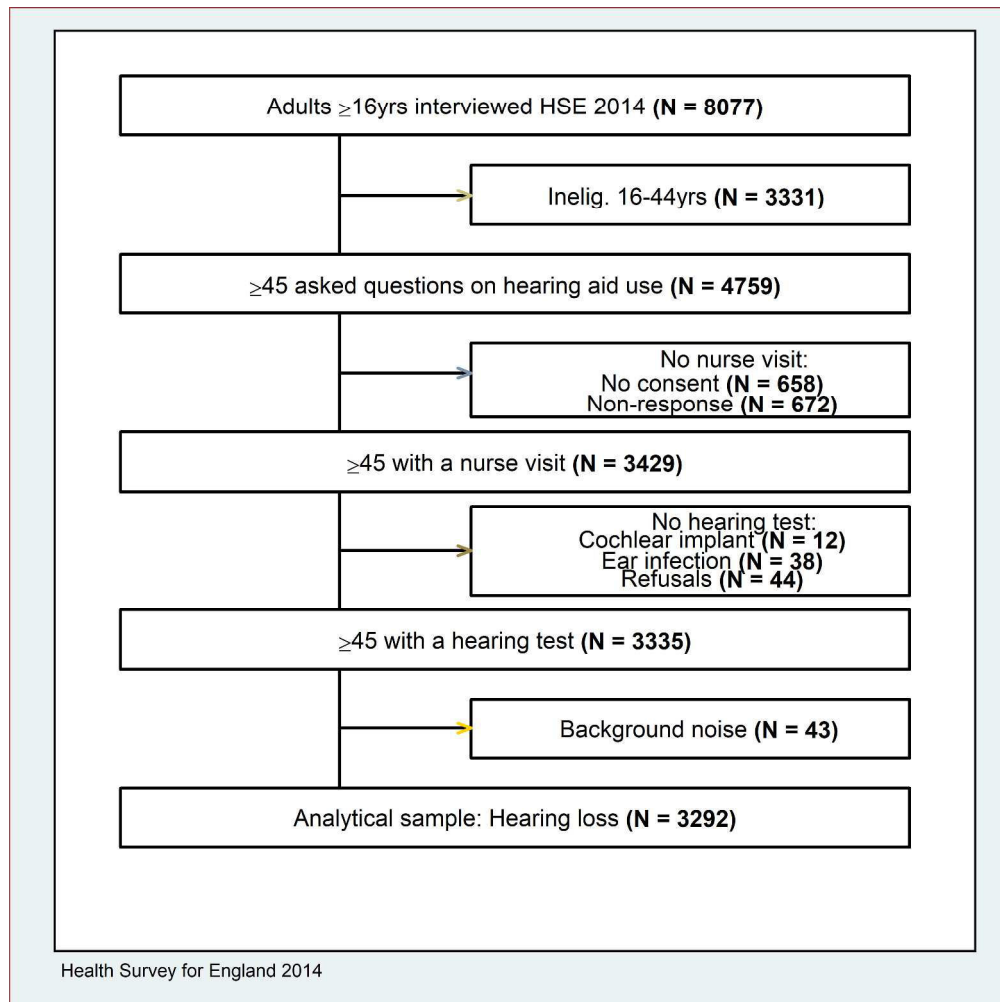 Adults ≥16yrs interviewed HSE 2014 (N = 8077)
Inelig. 16-44yrs (N = 3331)
≥45 asked questions on hearing aid use (N = 4759)
No nurse visit:
No consent (N = 658)
Non-response (N = 672)
≥45 with a nurse visit (N = 3429)
No hearing test:
Cochlear implant (N = 12)
Ear infection (N = 38)
Refusals (N = 44)
≥45 with a hearing test (N = 3335)
Background noise (N = 43)
Analytical sample: Hearing loss (N = 3292)
Health Survey for England 2014